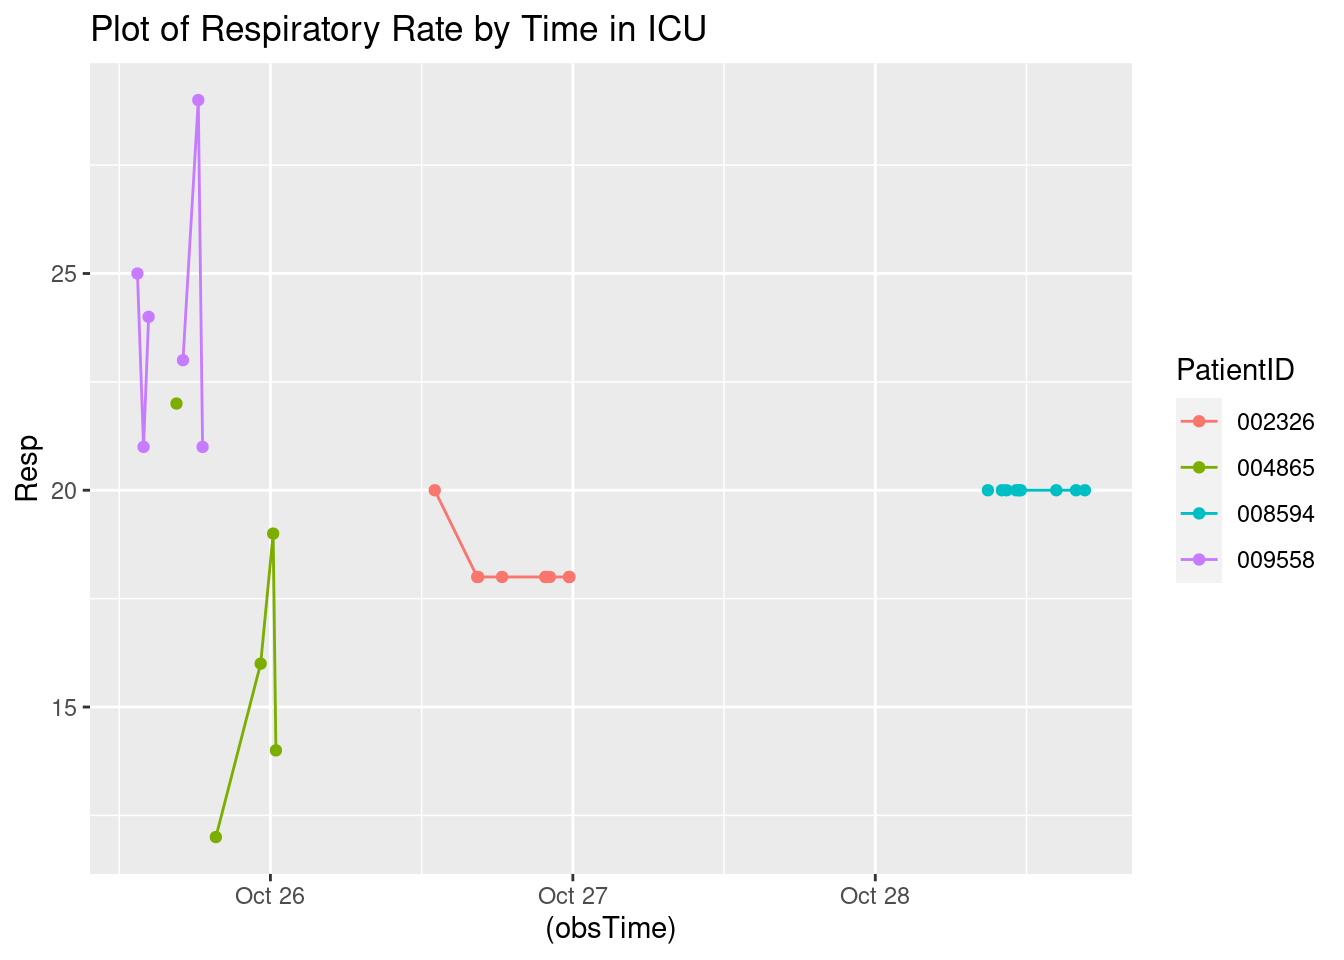 Plot of Respiratory Rate by Time in ICU
Resp
25
20
15
Oct 26
Oct 27
Oct 28
(obsTime)
PatientID
002326
004865
008594
009558